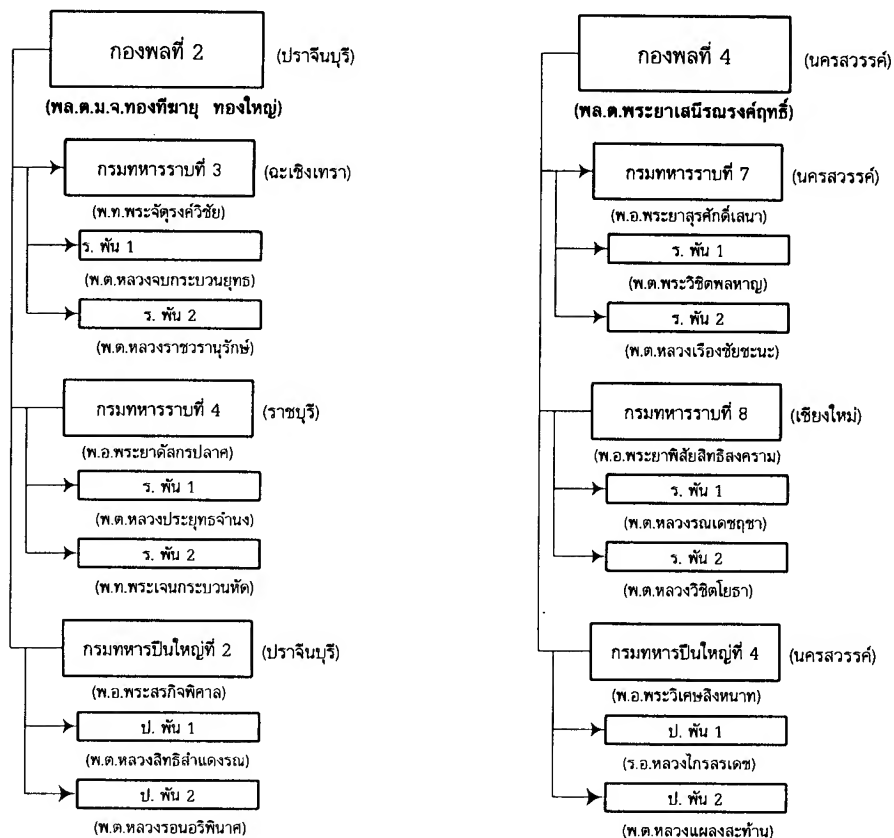 กองพลที่ 2 (ปราจีนบุรี)
(พล.ต.ม.จ.ทองทีฆายุ ทองใหญ่)
กรมทหารราบที่ 3 (ฉะเชิงเทรา)
(พ.ท.พระจัตุรงค์วิชัย)
ร. พัน 1
(พ.ต.หลวงจบกระบวนยุทธ)
ร. พัน 2
(พ.ต.หลวงราชวรานุรักษ์)
กรมทหารราบที่ 4 (ราชบุรี)
(พ.อ.พระยาดัสกรปลาศ)
ร. พัน 1
(พ.ต.หลวงประยุทธจำนง)
ร. พัน 2
(พ.ท.พระเจนกระบวนหัด)
กรมทหารปืนใหญ่ที่ 2 (ปราจีนบุรี)
(พ.อ.พระสรกิจพิศาล)
ป. พัน 1
(พ.ต.หลวงสิทธิสำแดงรณ)
ป. พัน 2
(พ.ต.หลวงรอนอริพินาศ)
กองพลที่ 4 (นครสวรรค์)
(พล.ต.พระยาเสนีรณรงค์ฤทธิ์)
กรมทหารราบที่ 7 (นครสวรรค์)
(พ.อ.พระยาสุรศักดิ์เสนา)
ร. พัน 1
(พ.ต.พระวิชิตพลหาญ)
ร. พัน 2
(พ.ต.หลวงเรืองชัยชะนะ)
กรมทหารราบที่ 8 (เชียงใหม่)
(พ.อ.พระยาพิสัยสิทธิสงคราม)
ร. พัน 1
(พ.ต.หลวงรณเดชฤชา)
ร. พัน 2
(พ.ต.หลวงวิชิตโยธา)
กรมทหารปืนใหญ่ที่ 4 (นครสวรรค์)
(พ.อ.พระวิเศษสิงหนาท)
ป. พัน 1
(ร.อ.หลวงไกรสรเดช)
ป. พัน 2
(พ.ต.หลวงแผลงสะท้าน)